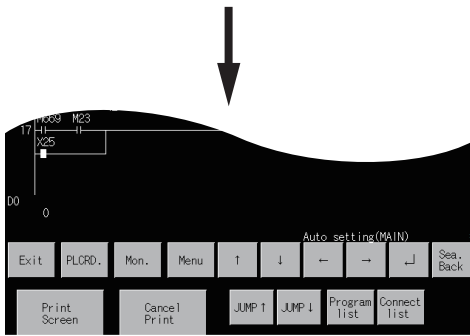 M669 M23
17
X25
D0
0
Auto setting(MAIN)
Exit PLCRD. Mon. Menu ↑ ↓ ← → ↵ Sea. Back
Print Screen Cancel Print JUMP↑ JUMP↓ Program list Connect list